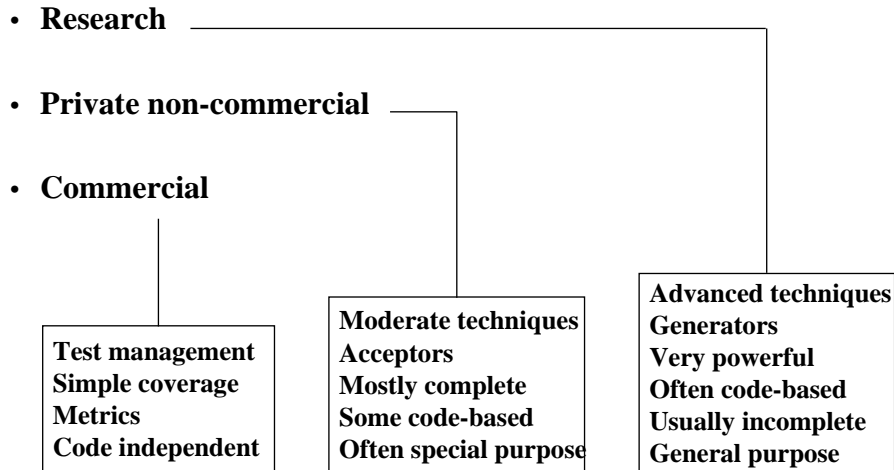 • Research
• Private non-commercial
• Commercial
Test management
Simple coverage
Metrics
Code independent
Moderate techniques
Acceptors
Mostly complete
Some code-based
Often special purpose
Advanced techniques
Generators
Very powerful
Often code-based
Usually incomplete
General purpose